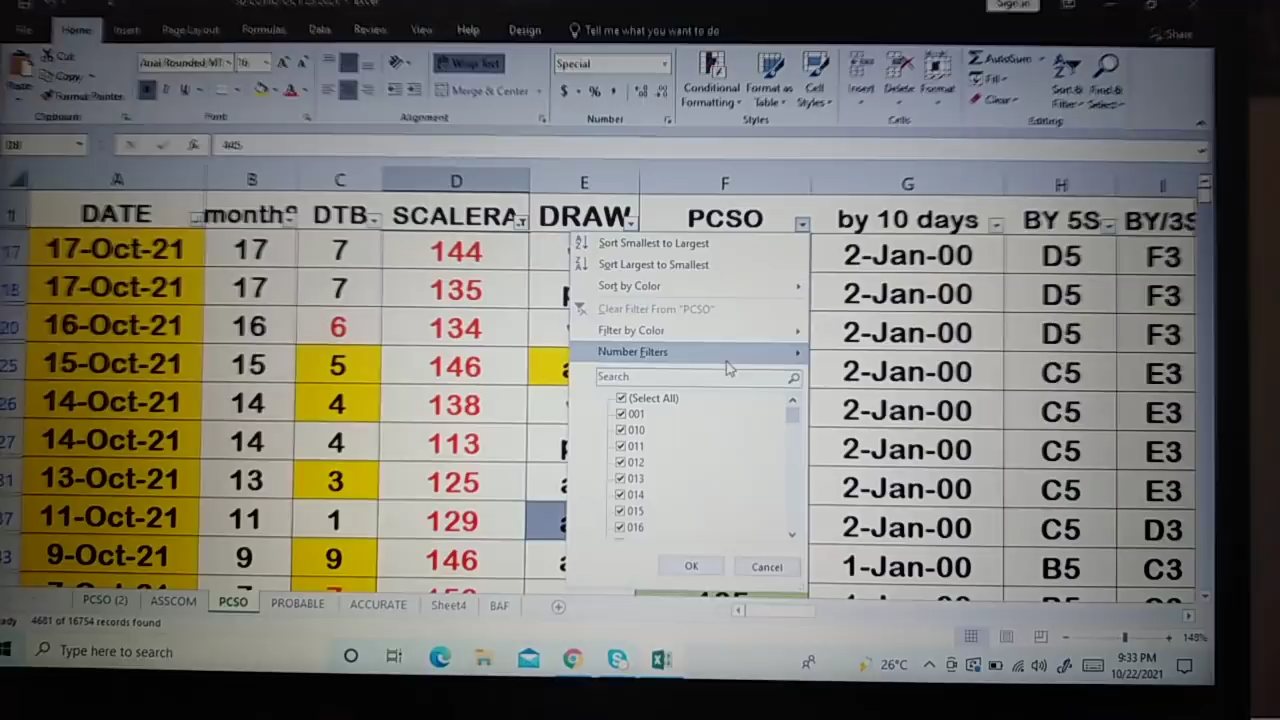 Sign in
File Home Insert Page Layout Formulas Data Review View Help Design Tell me what you want to do Share
Cut
Copy
Format Painter
Paste
Clipboard
Font
Wrap Text
Merge & Center
Alignment
Special
$ %
Number
Conditional Formatting
Format as Table
Cell Styles
Styles
Insert Delete Format
Cells
AutoSum
Fill
Clear
Sort & Filter
Find & Select
Editing
A B C D E F G H I
1 DATE DTB SCALERA DRAW PCSO by 10 days BY 5S BY/3S
17-Oct-21 17 7 144 2-Jan-00 D5 F3
17-Oct-21 17 7 135 2-Jan-00 D5 F3
16-Oct-21 16 6 134 2-Jan-00 D5 F3
15-Oct-21 15 5 146 2-Jan-00 C5 E3
14-Oct-21 14 4 138 2-Jan-00 C5 E3
14-Oct-21 14 4 113 2-Jan-00 C5 E3
13-Oct-21 13 3 125 2-Jan-00 C5 E3
11-Oct-21 11 1 129 2-Jan-00 C5 D3
9-Oct-21 9 9 146 1-Jan-00 B5 C3
Sort Smallest to Largest
Sort Largest to Smallest
Sort by Color
Clear Filter From "PCSO"
Filter by Color
Number Filters
Search
(Select All)
001
010
011
012
013
014
015
016
OK Cancel
PCSO (2) ASSCOM PCSO PROBABLE ACCURATE Sheet4 BAF
4681 of 16754 records found
148%
Type here to search
26°C
9:33 PM
10/22/2021